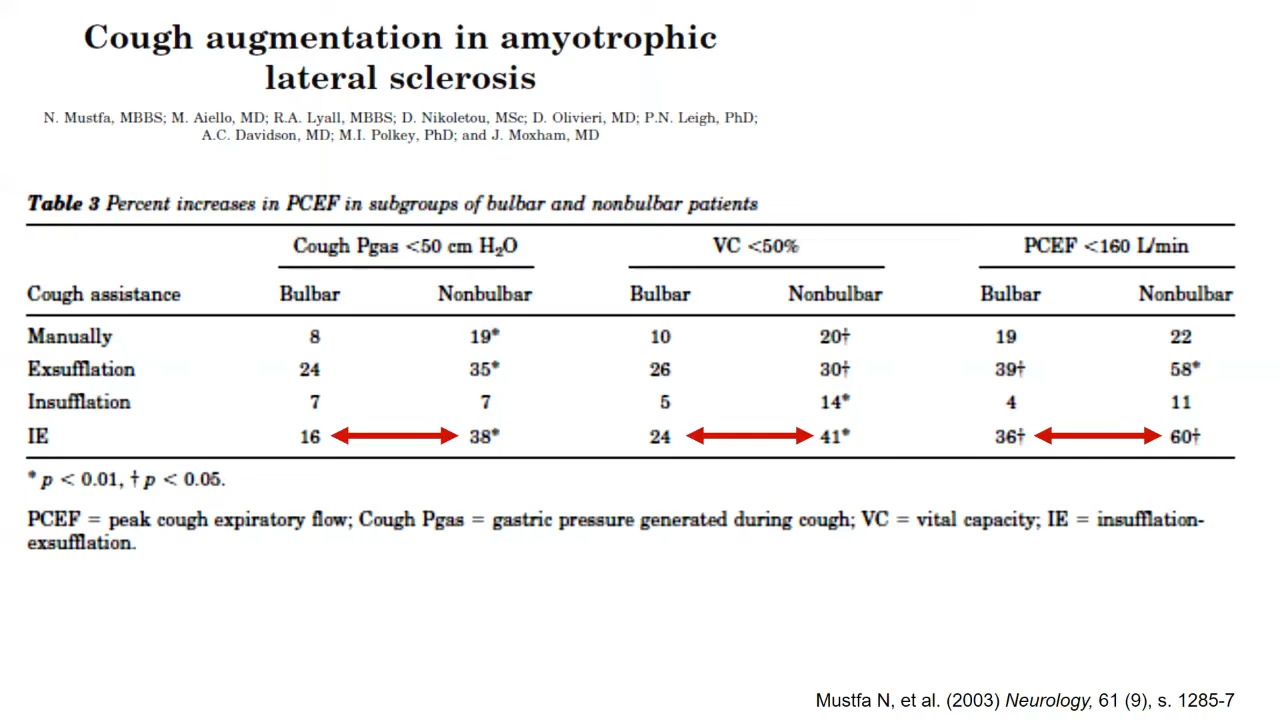 Cough augmentation in amyotrophic
lateral sclerosis
N. Mustfa, MBBS; M. Aiello, MD; R.A. Lyall, MBBS; D. Nikoletou, MSc; D. Olivieri, MD; P.N. Leigh, PhD;
A.C. Davidson, MD; M.I. Polkey, PhD; and J. Moxham, MD
Table 3 Percent increases in PCEF in subgroups of bulbar and nonbulbar patients
Cough Pgas <50 cm H₂O VC <50% PCEF <160 L/min
Cough assistance Bulbar Nonbulbar Bulbar Nonbulbar Bulbar Nonbulbar
Manually 8 19* 10 20† 19 22
Exsufflation 24 35* 26 30† 39† 58*
Insufflation 7 7 5 14* 4 11
IE 16 38* 24 41* 36† 60†
* p < 0.01, † p < 0.05.
PCEF = peak cough expiratory flow; Cough Pgas = gastric pressure generated during cough; VC = vital capacity; IE = insufflation-
exsufflation.
Mustfa N, et al. (2003) Neurology, 61 (9), s. 1285-7